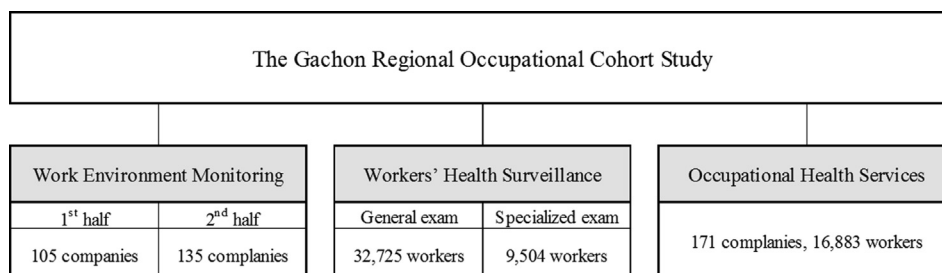 The Gachon Regional Occupational Cohort Study
Work Environment Monitoring
1st half
2nd half
105 companies
135 complanies
Workers' Health Surveillance
General exam
Specialized exam
32,725 workers
9,504 workers
Occupational Health Services
171 complanies, 16,883 workers